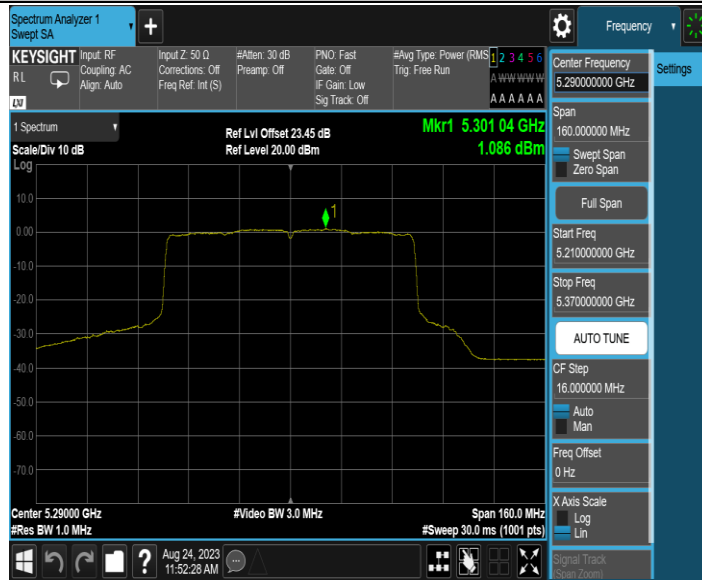 Spectrum Analyzer 1
Swept SA
+
Frequency
KEYSIGHT
RL
LXI
Input: RF
Coupling: AC
Align: Auto
Input Z: 50 Ω
Corrections: Off
Freq Ref: Int (S)
#Atten: 30 dB
Preamp: Off
PNO: Fast
Gate: Off
IF Gain: Low
Sig Track: Off
#Avg Type: Power (RMS
Trig: Free Run
1 2 3 4 5 6
A W W W W W
A A A A A A
1 Spectrum
Scale/Div 10 dB
Log
Ref Lvl Offset 23.45 dB
Ref Level 20.00 dBm
Mkr1 5.301 04 GHz
1.086 dBm
1
10.0
0.00
-10.0
-20.0
-30.0
-40.0
-50.0
-60.0
-70.0
Center 5.29000 GHz
#Res BW 1.0 MHz
#Video BW 3.0 MHz
Span 160.0 MHz
#Sweep 30.0 ms (1001 pts)
Center Frequency
5.290000000 GHz
Settings
Span
160.000000 MHz
Swept Span
Zero Span
Full Span
Start Freq
5.210000000 GHz
Stop Freq
5.370000000 GHz
AUTO TUNE
CF Step
16.000000 MHz
Auto
Man
Freq Offset
0 Hz
X Axis Scale
Log
Lin
Signal Track
(Span Zoom)
?
Aug 24, 2023
11:52:28 AM